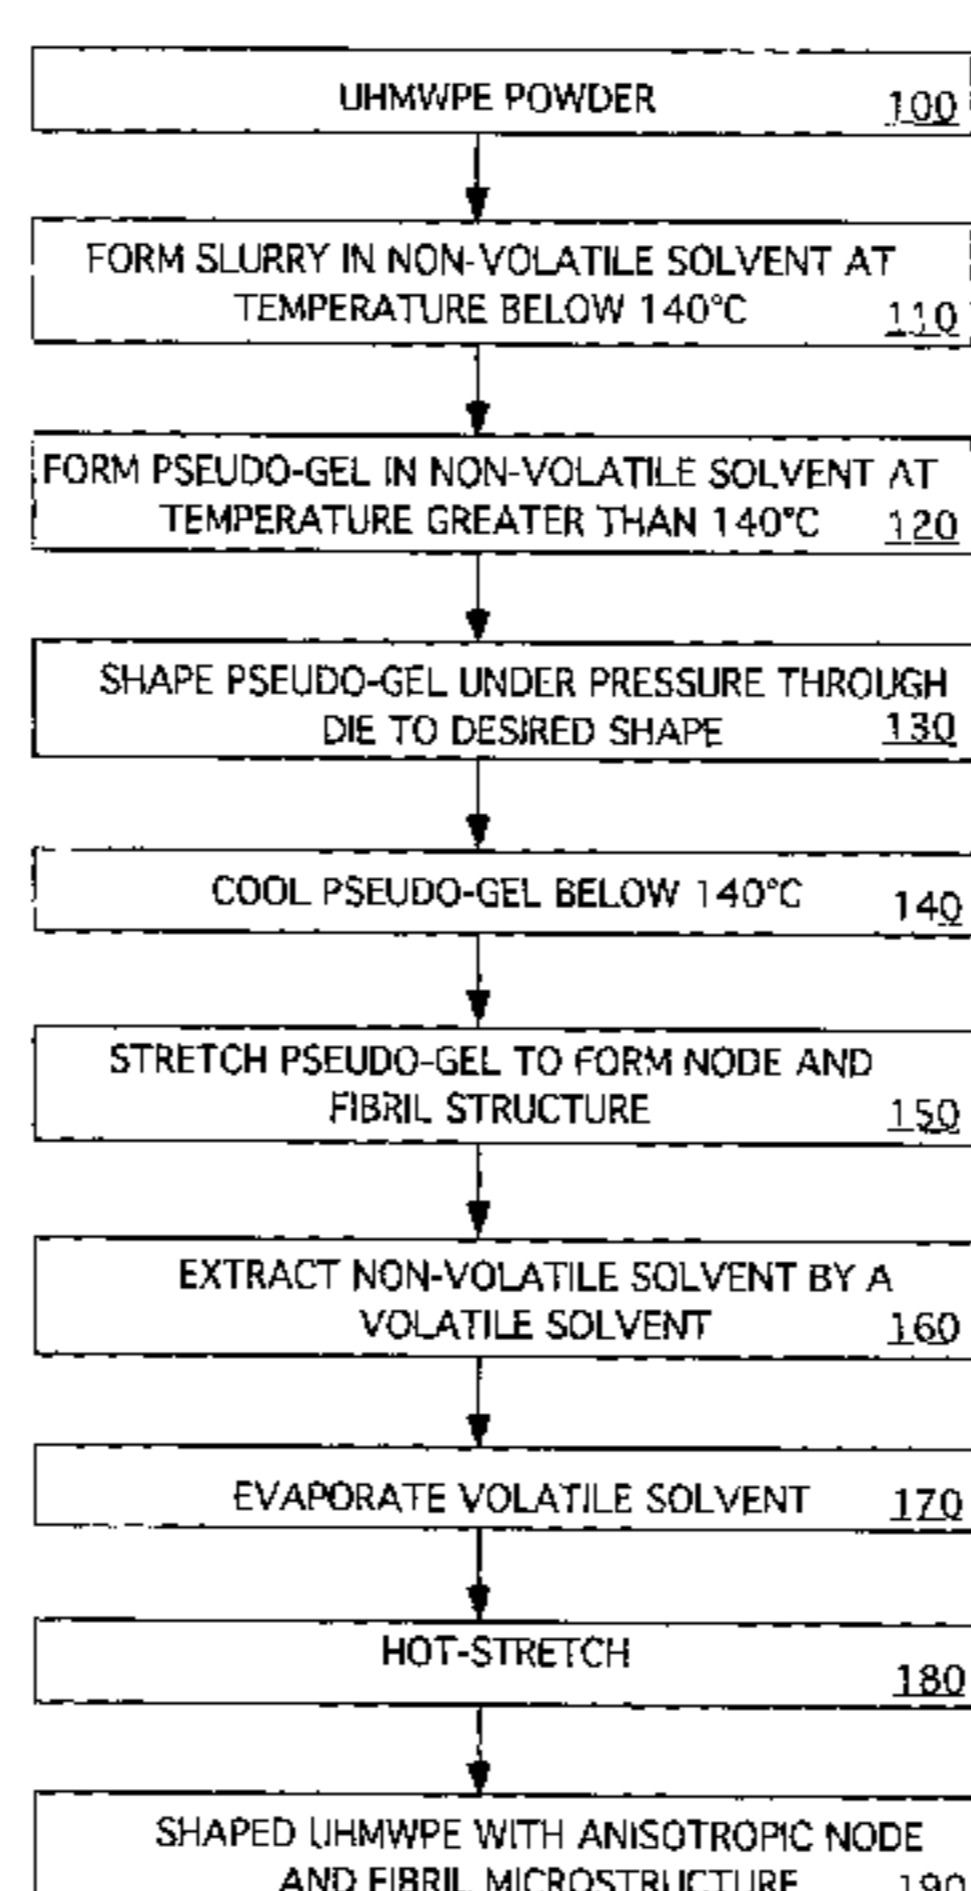 UHMWPE POWDER
100
FORM SLURRY IN NON-VOLATILE SOLVENT AT
TEMPERATURE BELOW 140°C
110
FORM PSEUDO-GEL IN NON-VOLATILE SOLVENT AT
TEMPERATURE GREATER THAN 140°C
120
SHAPE PSEUDO-GEL UNDER PRESSURE THROUGH
DIE TO DESIRED SHAPE
130
COOL PSEUDO-GEL BELOW 140°C
140
STRETCH PSEUDO-GEL TO FORM NODE AND
FIBRIL STRUCTURE
150
EXTRACT NON-VOLATILE SOLVENT BY A
VOLATILE SOLVENT
160
EVAPORATE VOLATILE SOLVENT
170
HOT-STRETCH
180
SHAPED UHMWPE WITH ANISOTROPIC NODE
AND FIBRIL MICROSTRUCTURE
190